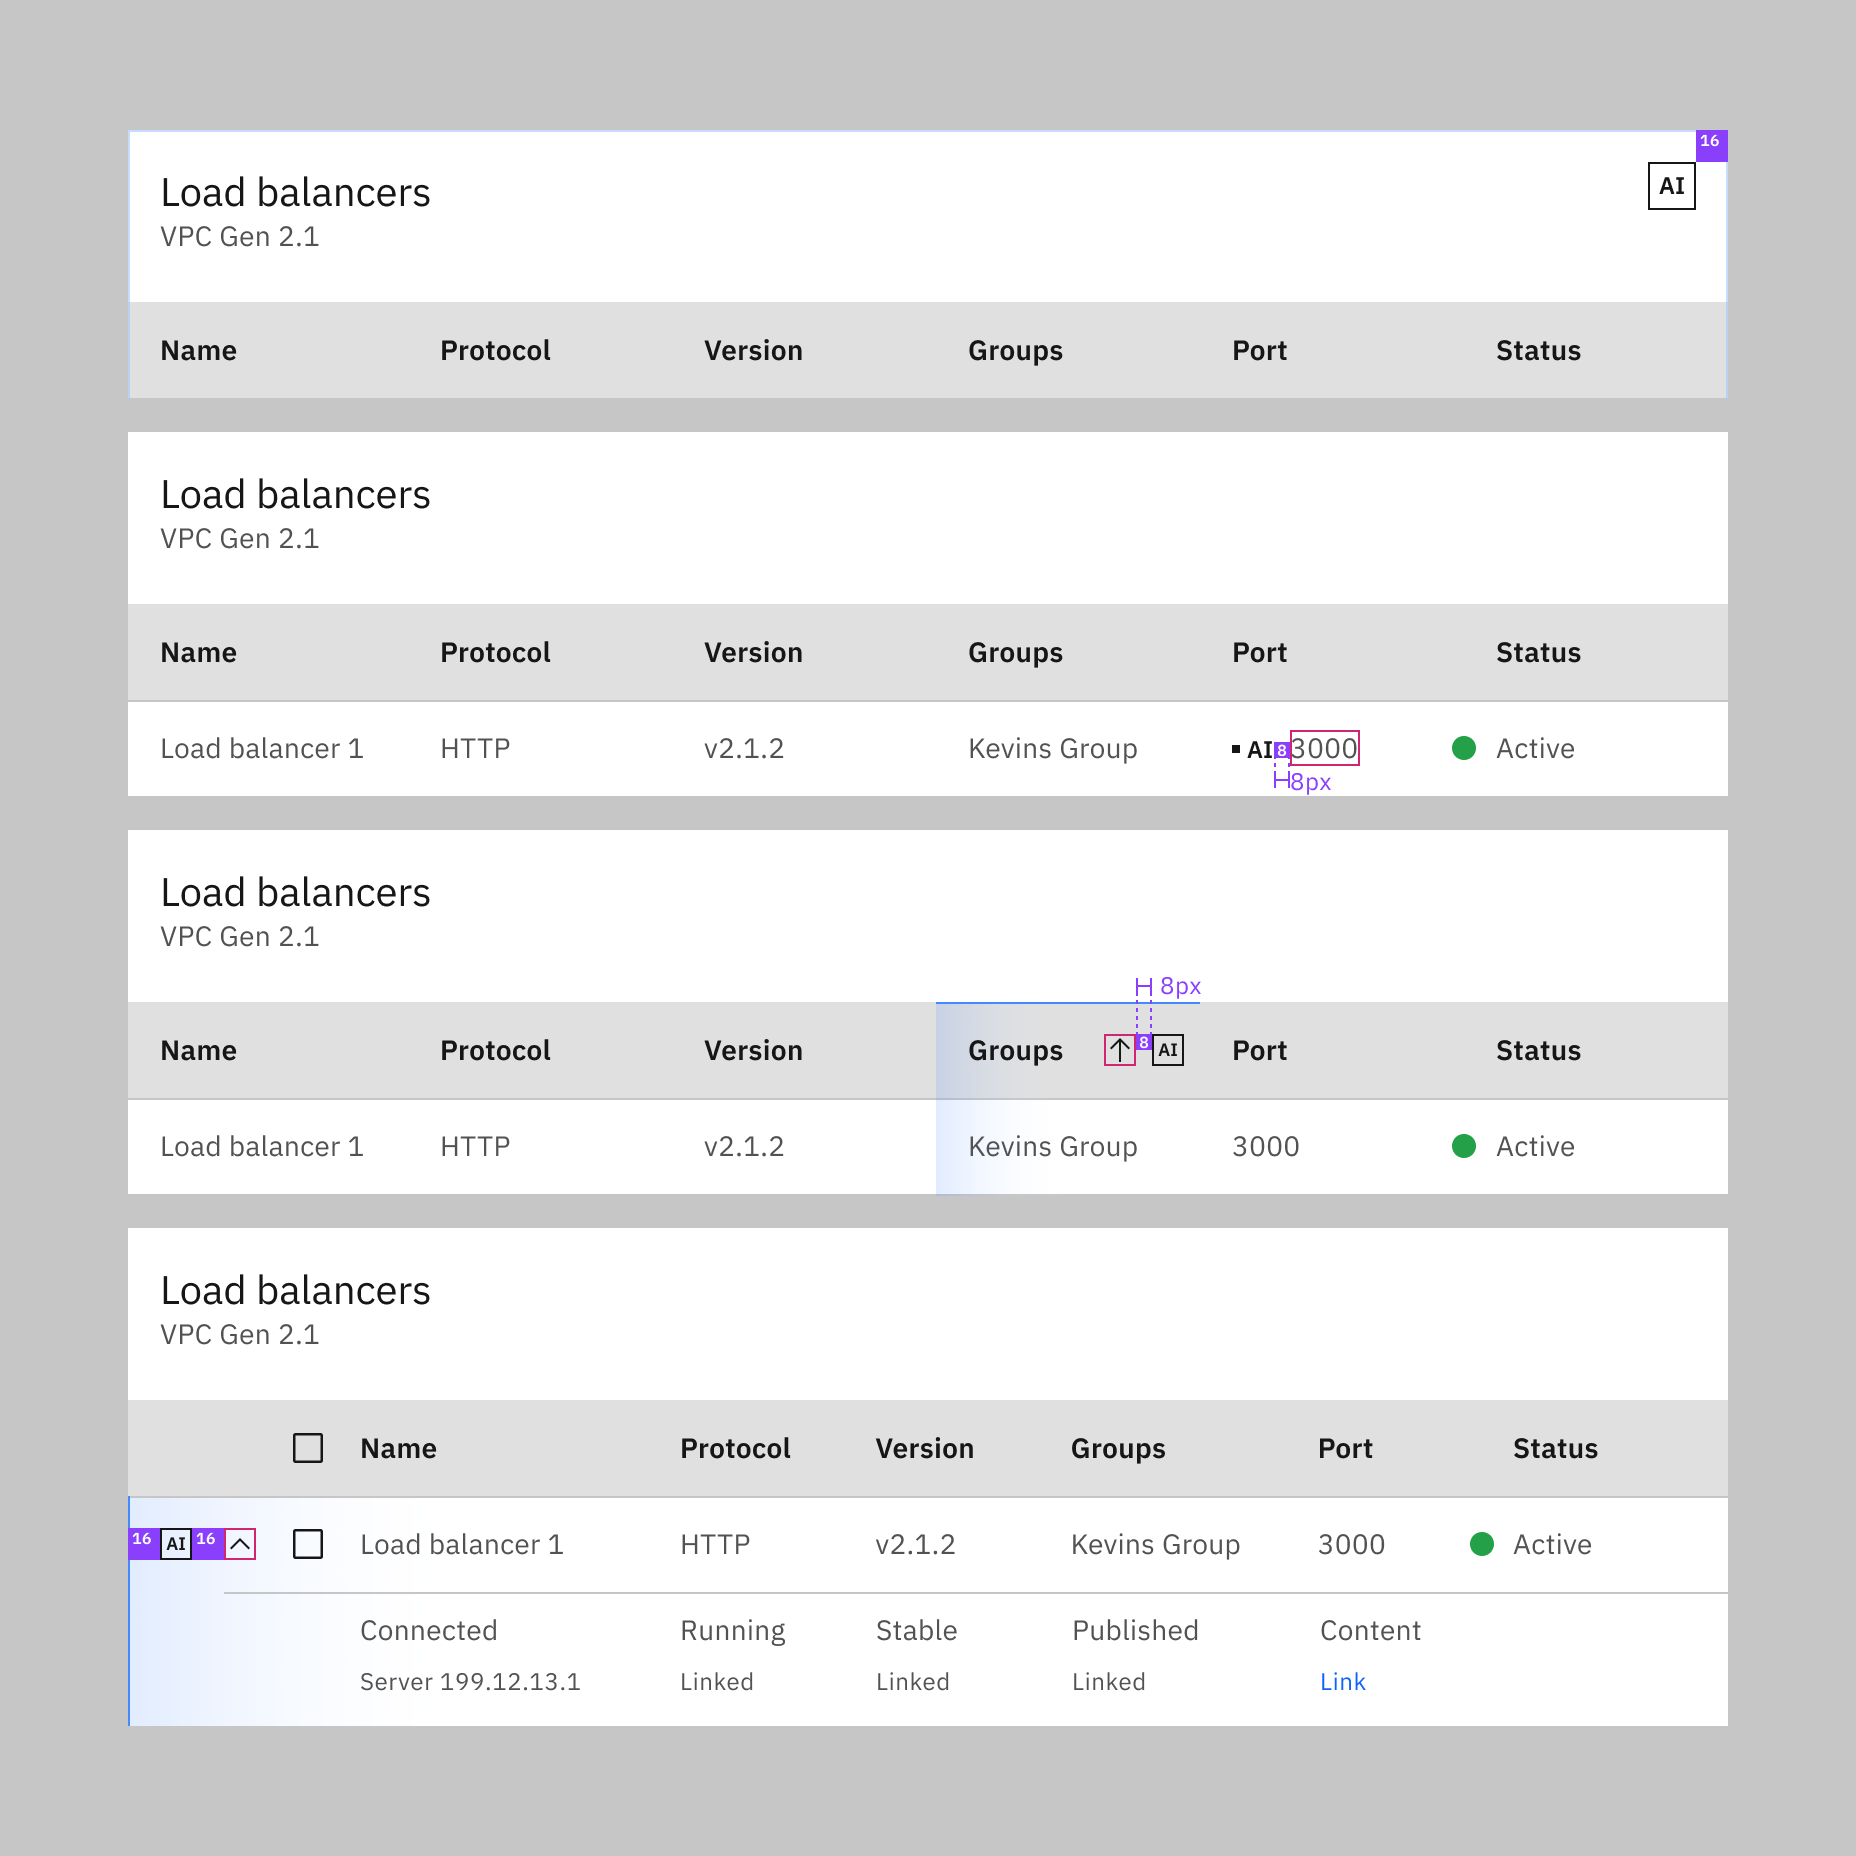 16
Load balancers
AI
VPC Gen 2.1
Name Protocol Version Groups Port Status
Load balancers
VPC Gen 2.1
Name Protocol Version Groups Port Status
Load balancer 1 HTTP v2.1.2 Kevins Group AI 8 3000 Active
8px
Load balancers
VPC Gen 2.1
8px
Name Protocol Version Groups 8 AI Port Status
Load balancer 1 HTTP v2.1.2 Kevins Group 3000 Active
Load balancers
VPC Gen 2.1
Name Protocol Version Groups Port Status
16 AI 16 Load balancer 1 HTTP v2.1.2 Kevins Group 3000 Active
Connected Running Stable Published Content
Server 199.12.13.1 Linked Linked Linked Link